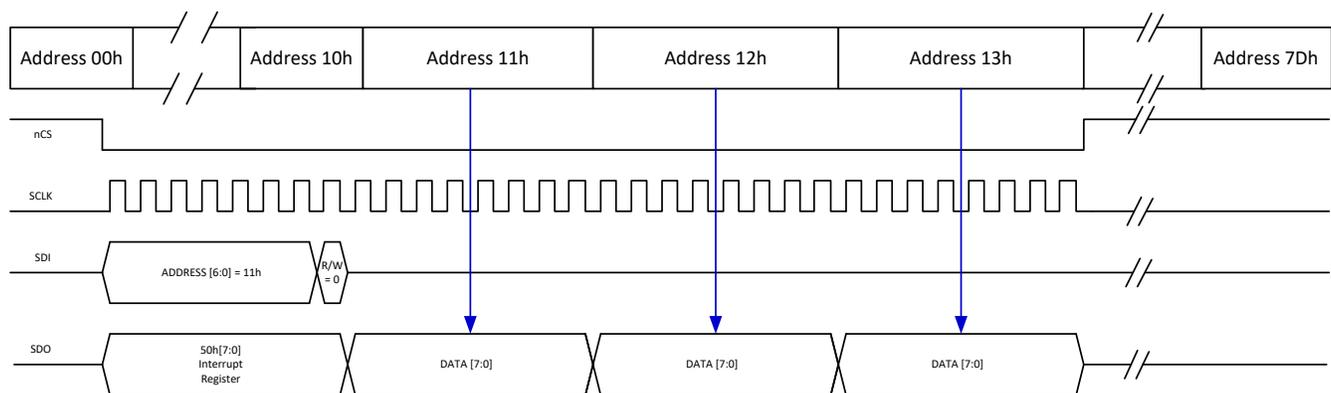 Address 00h
Address 10h
Address 11h
Address 12h
Address 13h
Address 7Dh
nCS
SCLK
SDI
ADDRESS [6:0] = 11h
R/W
= 0
SDO
50h[7:0]
Interrupt
Register
DATA [7:0]
DATA [7:0]
DATA [7:0]